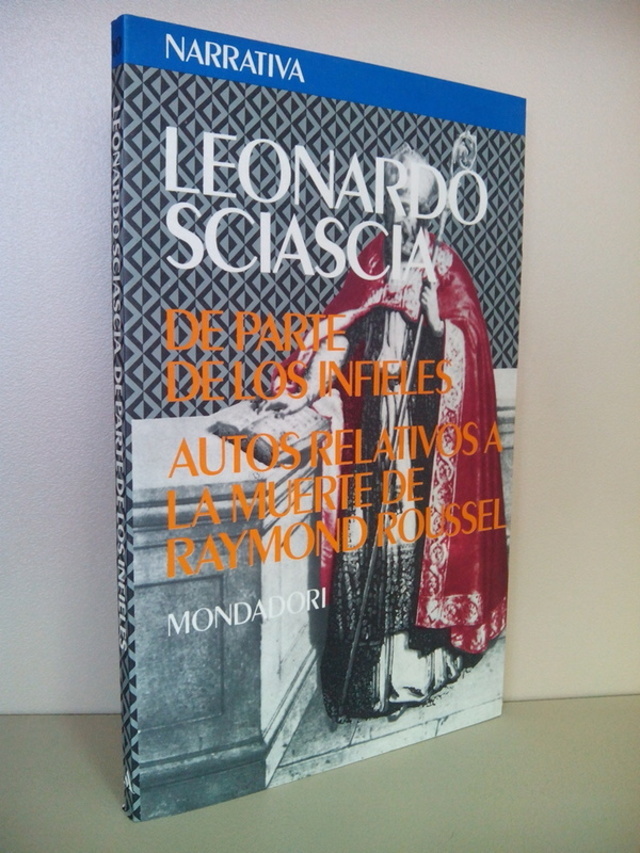 NARRATIVA
LEONARDO
SCIASCIA
DE PARTE
DE LOS INFIELES
AUTOS RELATIVOS A
LA MUERTE DE
RAYMOND ROUSSEL
MONDADORI
LEONARDO SCIASCIA DE PARTE DE LOS INFIELES